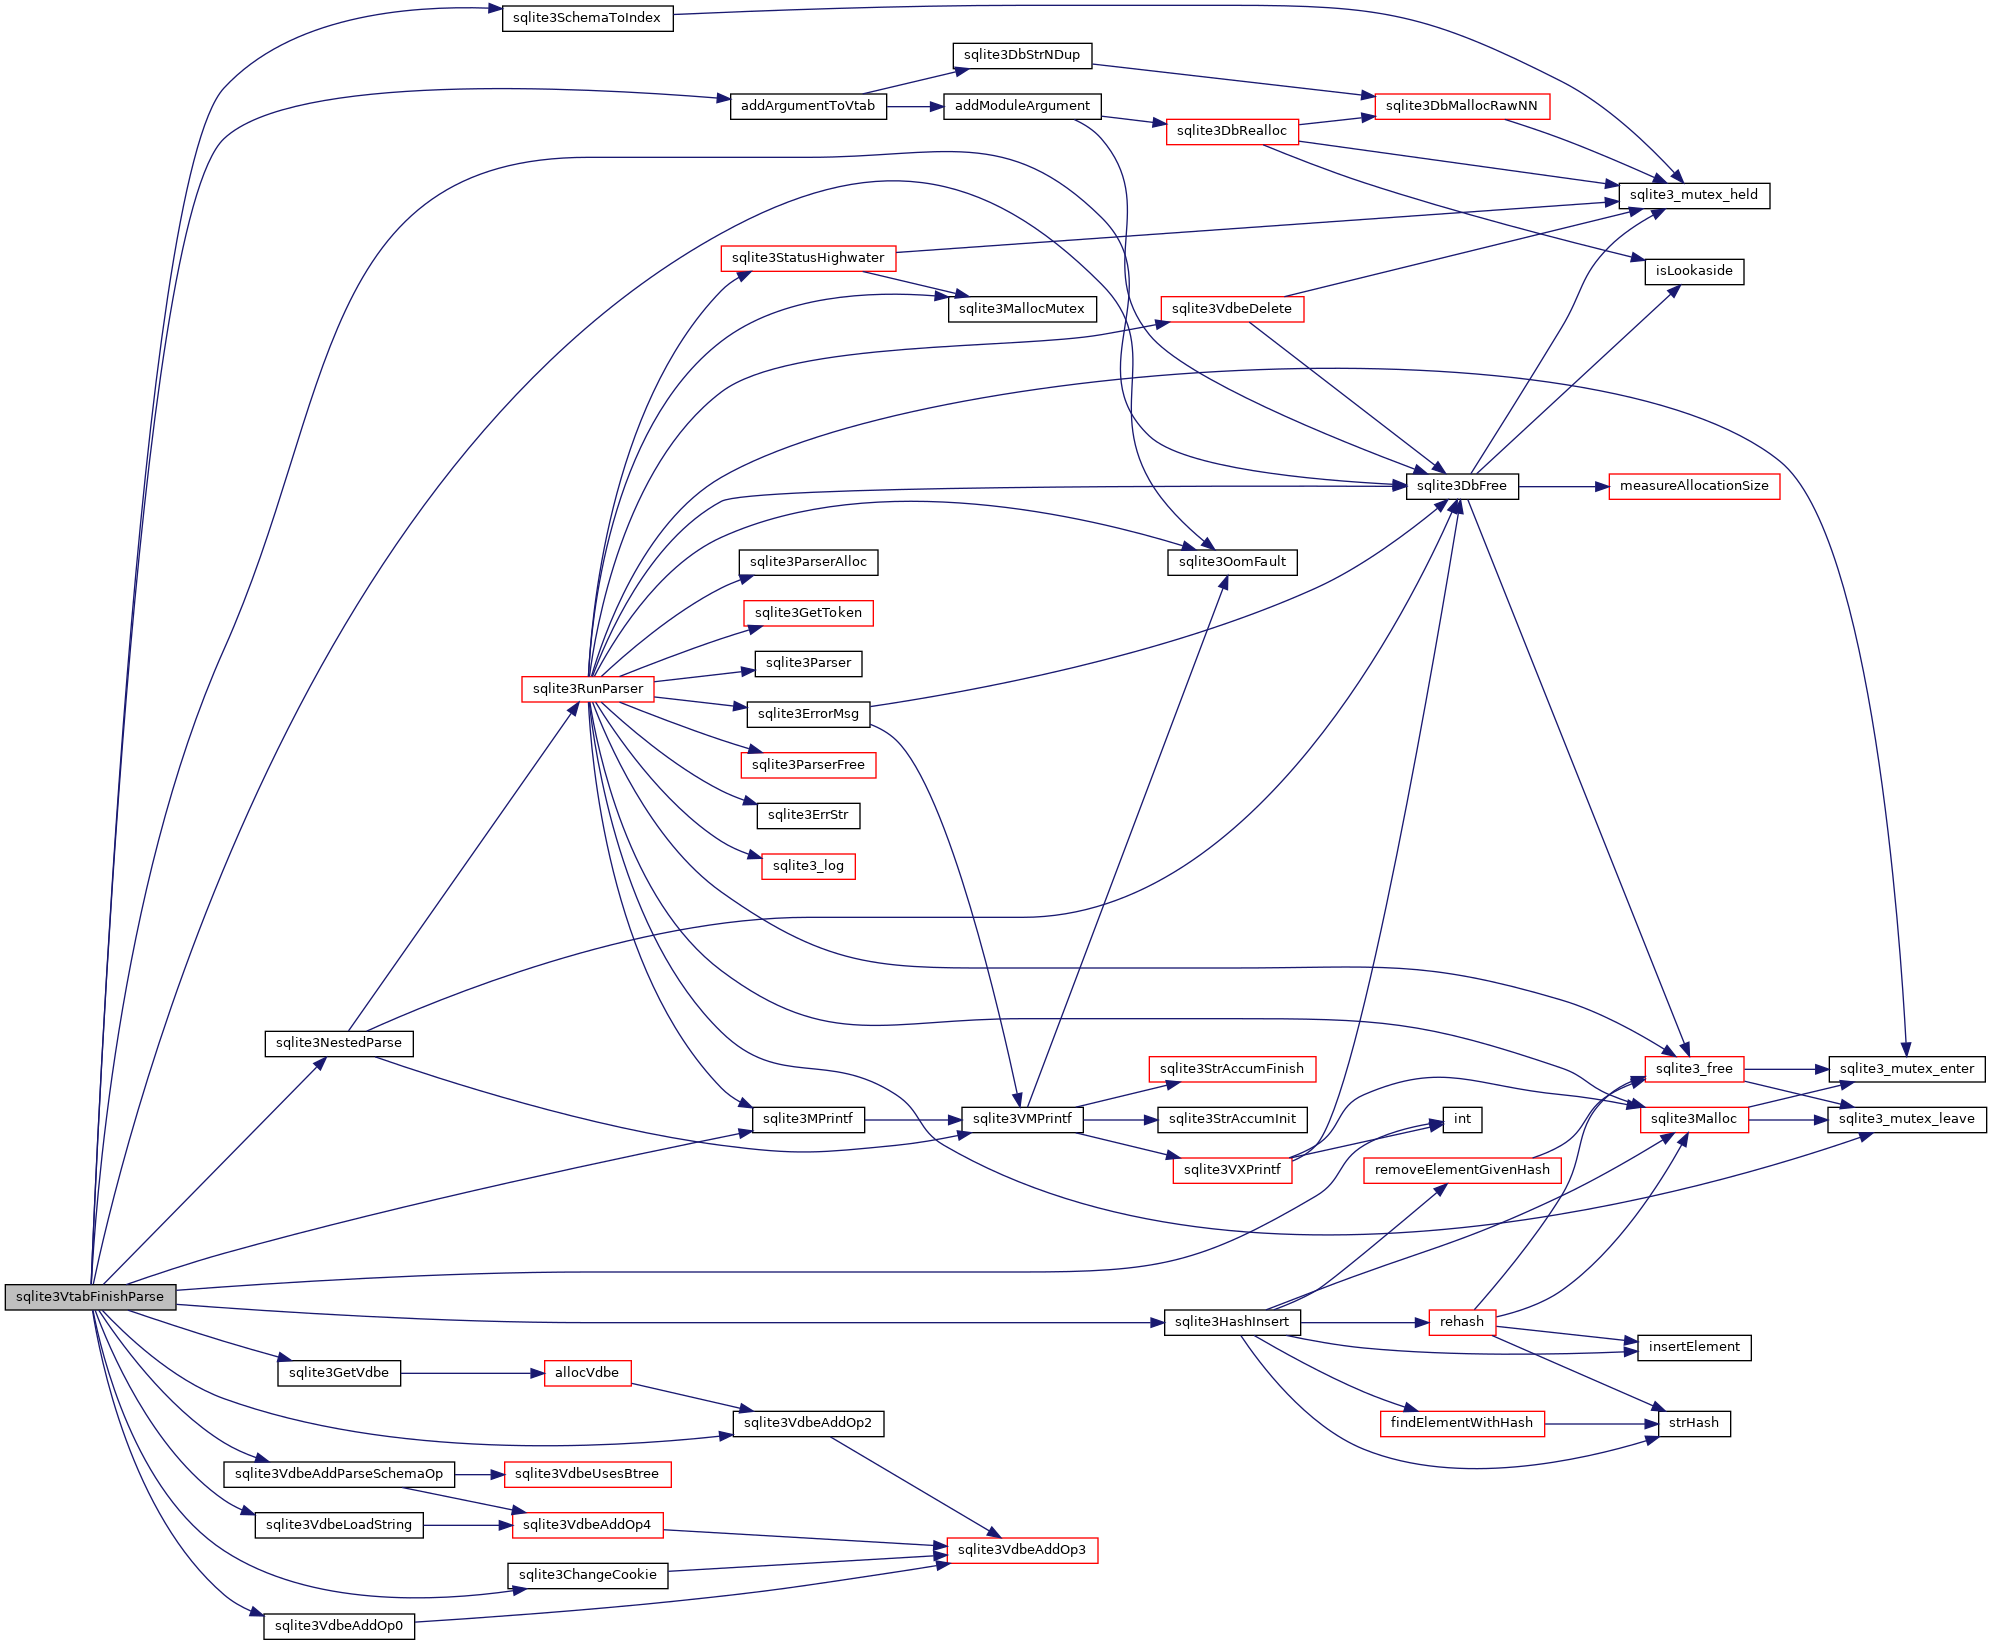 sqlite3SchemaToIndex
sqlite3DbStrNDup
addArgumentToVtab
addModuleArgument
sqlite3DbMallocRawNN
sqlite3DbRealloc
sqlite3_mutex_held
sqlite3StatusHighwater
isLookaside
sqlite3MallocMutex
sqlite3VdbeDelete
sqlite3DbFree
measureAllocationSize
sqlite3ParserAlloc
sqlite3OomFault
sqlite3GetToken
sqlite3Parser
sqlite3RunParser
sqlite3ErrorMsg
sqlite3ParserFree
sqlite3ErrStr
sqlite3_log
sqlite3NestedParse
sqlite3StrAccumFinish
sqlite3_free
sqlite3_mutex_enter
sqlite3MPrintf
sqlite3VMPrintf
sqlite3StrAccumInit
int
sqlite3Malloc
sqlite3_mutex_leave
sqlite3VXPrintf
removeElementGivenHash
sqlite3VtabFinishParse
sqlite3HashInsert
rehash
insertElement
sqlite3GetVdbe
allocVdbe
sqlite3VdbeAddOp2
findElementWithHash
strHash
sqlite3VdbeAddParseSchemaOp
sqlite3VdbeUsesBtree
sqlite3VdbeLoadString
sqlite3VdbeAddOp4
sqlite3VdbeAddOp3
sqlite3ChangeCookie
sqlite3VdbeAddOp0